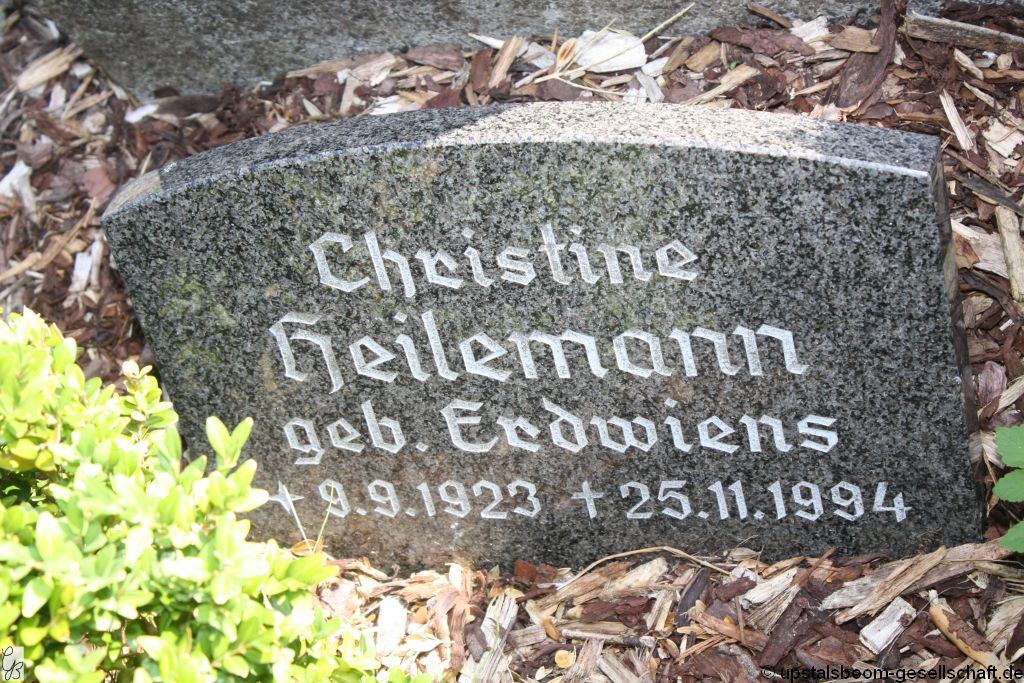 Christine
Heilemann
geb. Erdwiens
* 9.9.1923 † 25.11.1994
© upstalsboom-gesellschaft.de